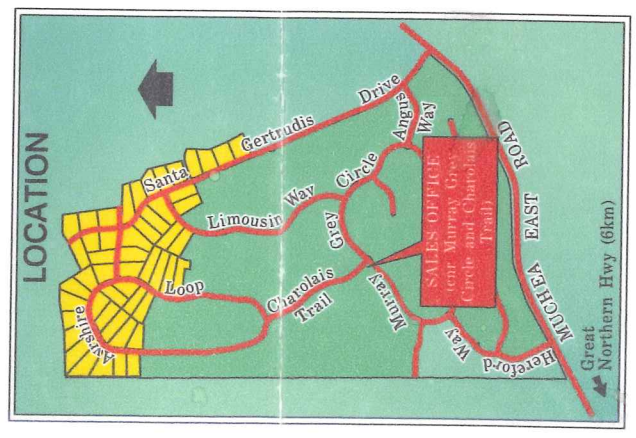 LOCATION
Santa Gertrudis Drive
Angus
Way
Limousin Way
Murray Grey Circle
Loop
Charolais
Trail
Ayrshire
Hereford Way
MUCHEA EAST ROAD
SALES OFFICE
Murray Grey
Circle and Charolais
Trail)
Great
Northern Hwy (6km)